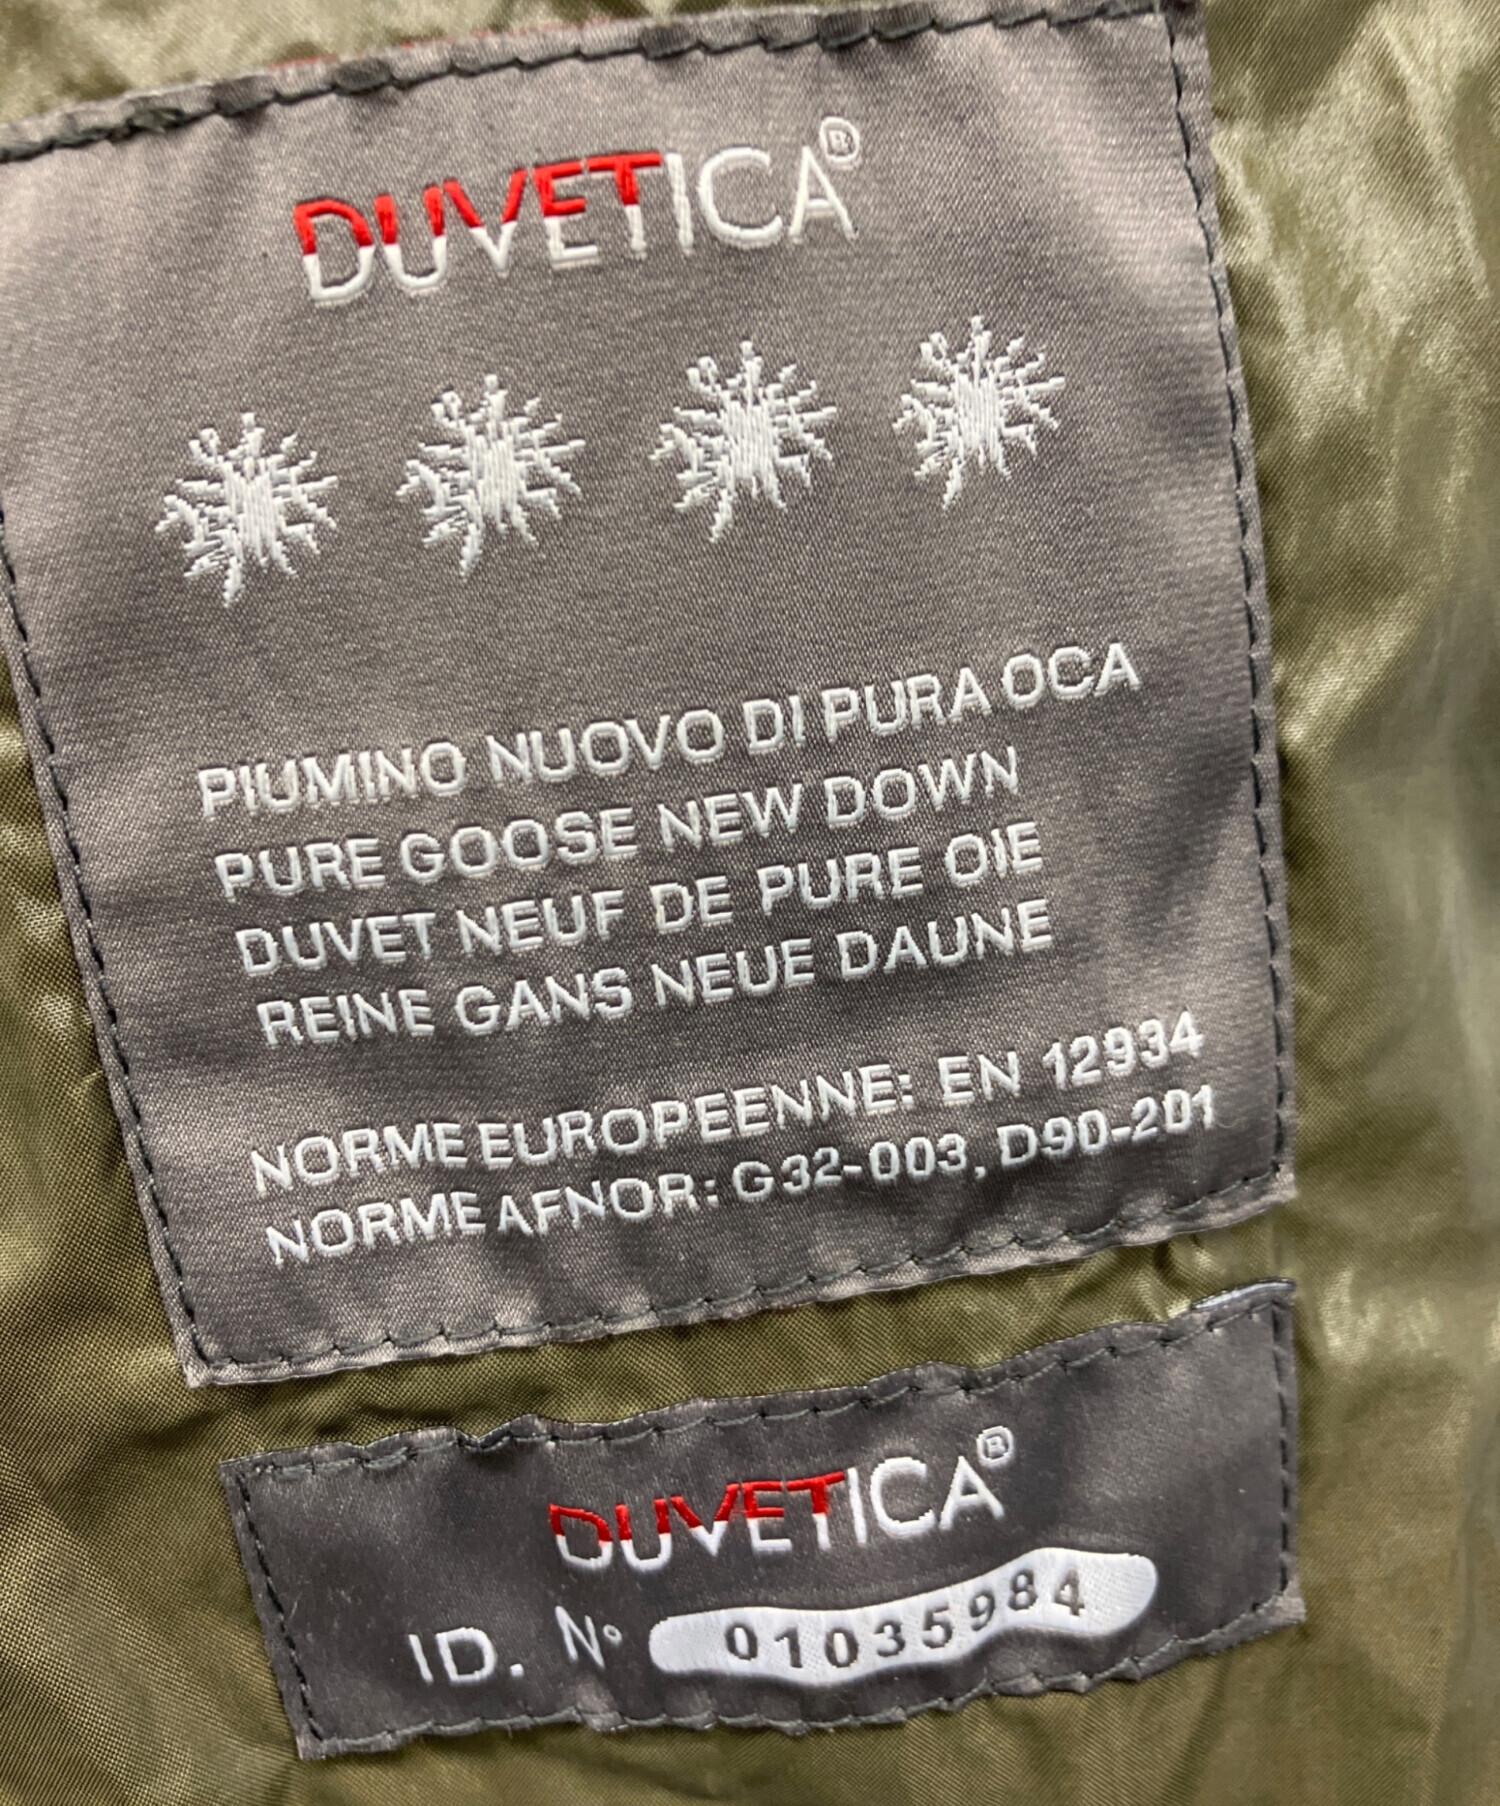 DUVETICA®
PIUMINO NUOVO DI PURA OCA
PURE GOOSE NEW DOWN
DUVET NEUF DE PURE OIE
REINE GANS NEUE DAUNE
NORME EUROPEENNE: EN 12934
NORME AFNOR: G32-003, D90-201
DUVETICA®
ID. N° 01035984